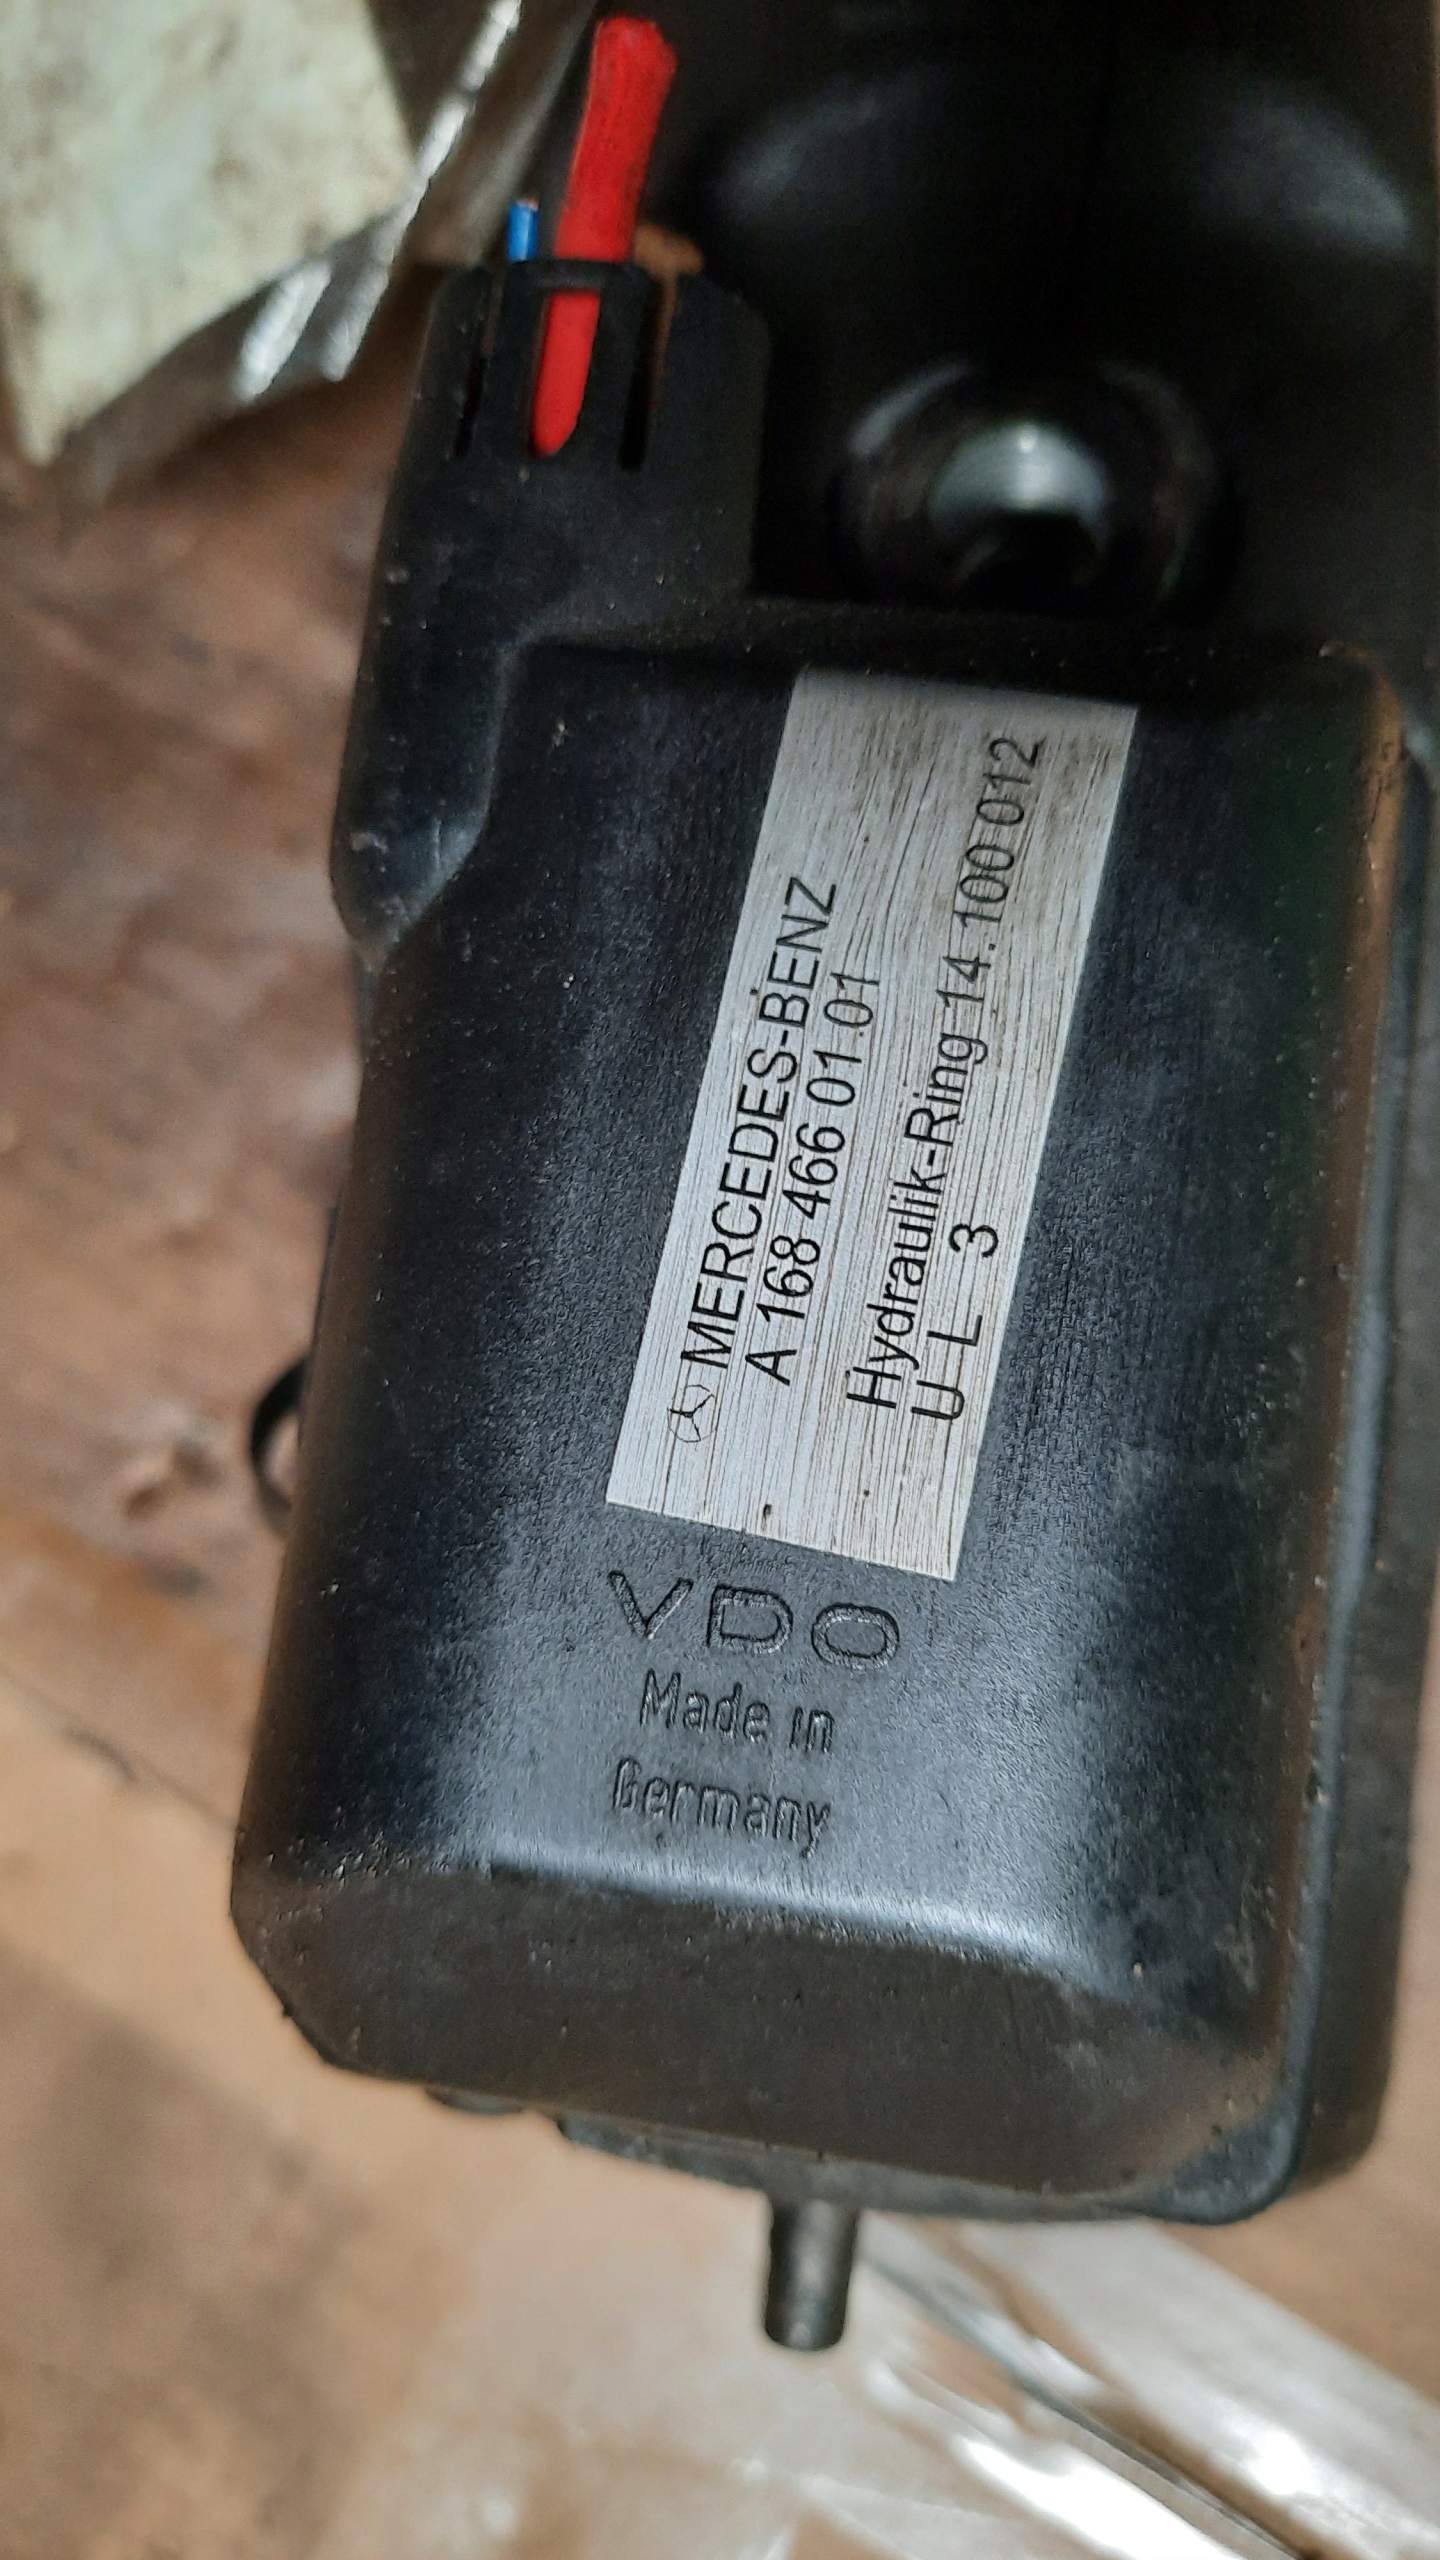 MERCEDES-BENZ
A 168 466 01 01
Hydraulik-Ring 14.100 012
U L 3
VDO
Made in
Germany